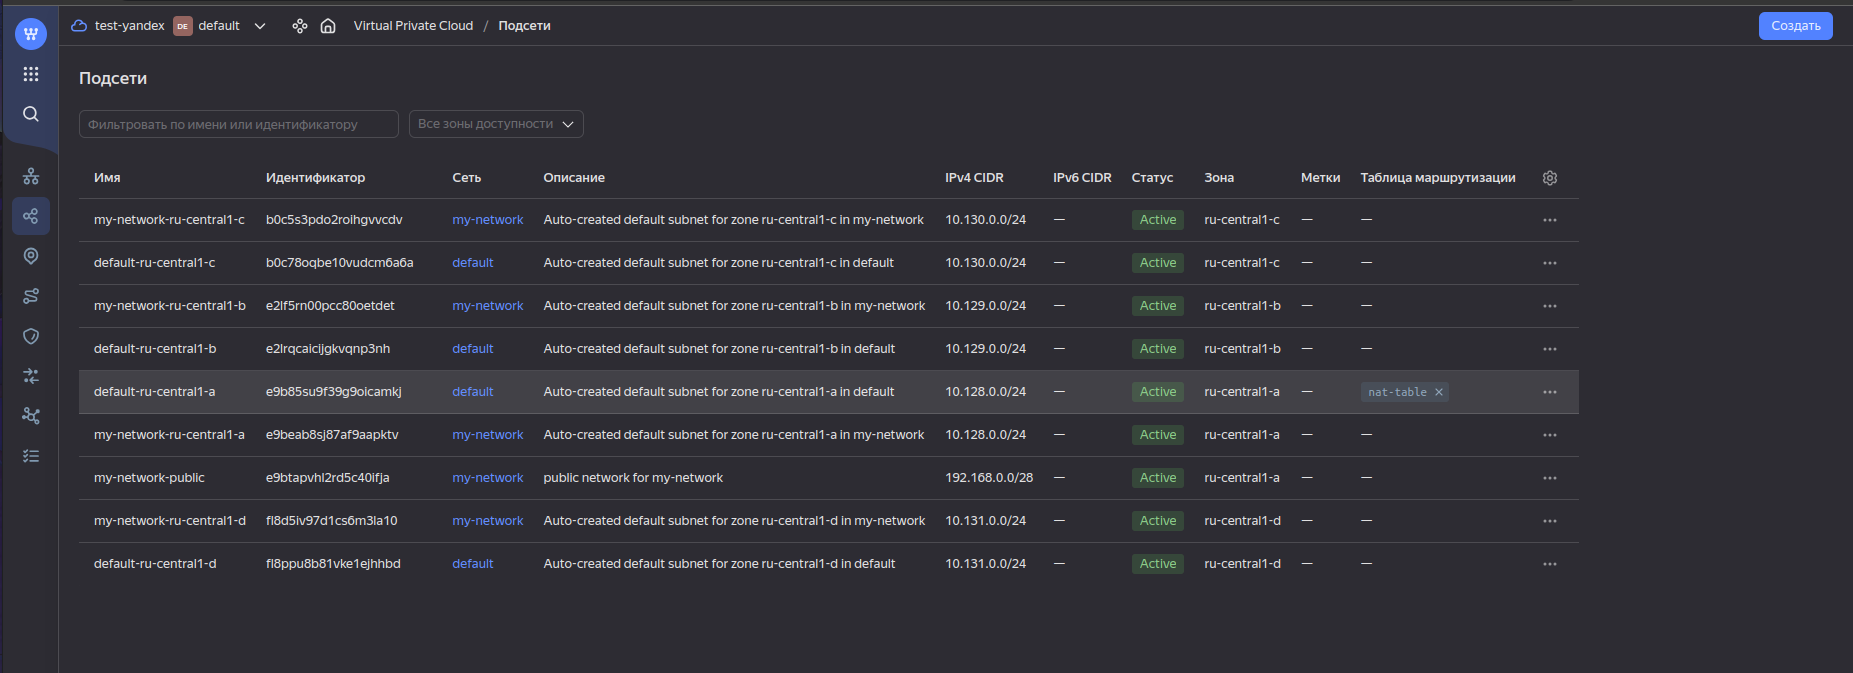 test-yandex DE default Virtual Private Cloud / Подсети Создать
Подсети
Фильтровать по имени или идентификатору Все зоны доступности
Имя Идентификатор Сеть Описание IPv4 CIDR IPv6 CIDR Статус Зона Метки Таблица маршрутизации
my-network-ru-central1-c b0c5s3pdo2roihgvvcdv my-network Auto-created default subnet for zone ru-central1-c in my-network 10.130.0.0/24 — Active ru-central1-c — —
default-ru-central1-c b0c78oqbe10vudcm6a6a default Auto-created default subnet for zone ru-central1-c in default 10.130.0.0/24 — Active ru-central1-c — —
my-network-ru-central1-b e2lf5rn00pcc80oetdet my-network Auto-created default subnet for zone ru-central1-b in my-network 10.129.0.0/24 — Active ru-central1-b — —
default-ru-central1-b e2lrqcaicijgkvqnp3nh default Auto-created default subnet for zone ru-central1-b in default 10.129.0.0/24 — Active ru-central1-b — —
default-ru-central1-a e9b85su9f39g9oicamkj default Auto-created default subnet for zone ru-central1-a in default 10.128.0.0/24 — Active ru-central1-a — nat-table ×
my-network-ru-central1-a e9beab8sj87af9aapktv my-network Auto-created default subnet for zone ru-central1-a in my-network 10.128.0.0/24 — Active ru-central1-a — —
my-network-public e9btapvhl2rd5c40ifja my-network public network for my-network 192.168.0.0/28 — Active ru-central1-a — —
my-network-ru-central1-d fl8d5iv97d1cs6m3la10 my-network Auto-created default subnet for zone ru-central1-d in my-network 10.131.0.0/24 — Active ru-central1-d — —
default-ru-central1-d fl8ppu8b81vke1ejhhbd default Auto-created default subnet for zone ru-central1-d in default 10.131.0.0/24 — Active ru-central1-d — —